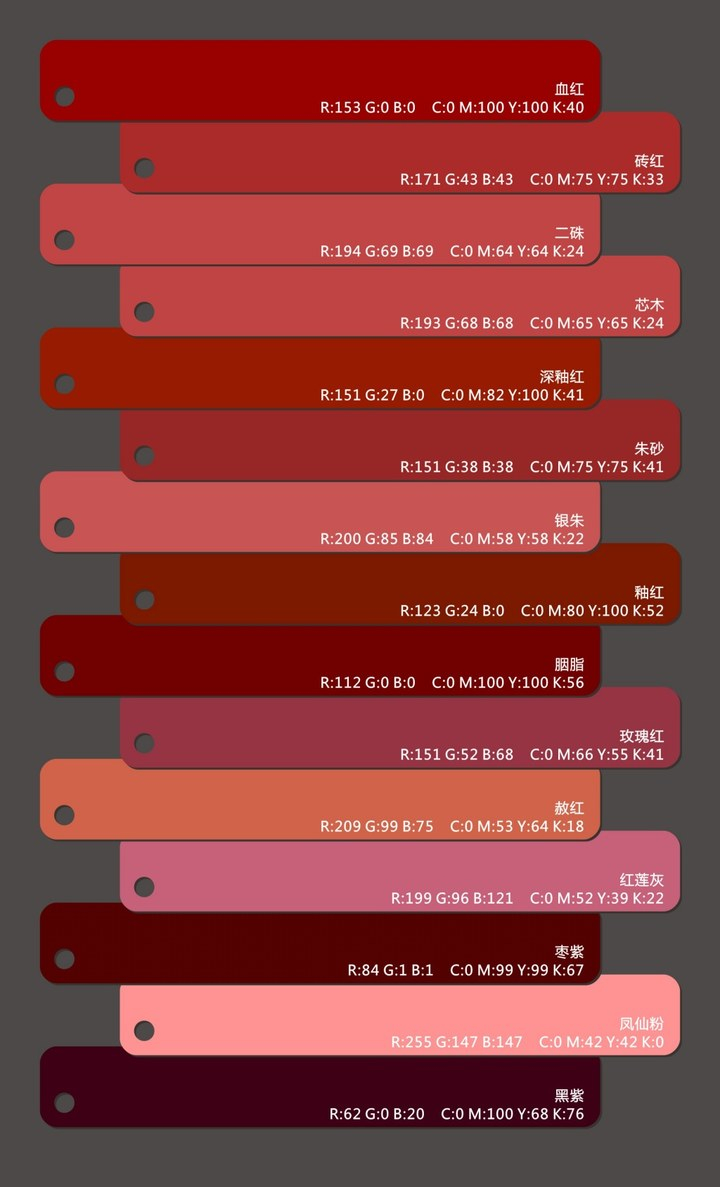 血红
R:153 G:0 B:0 C:0 M:100 Y:100 K:40
砖红
R:171 G:43 B:43 C:0 M:75 Y:75 K:33
二硃
R:194 G:69 B:69 C:0 M:64 Y:64 K:24
芯木
R:193 G:68 B:68 C:0 M:65 Y:65 K:24
深釉红
R:151 G:27 B:0 C:0 M:82 Y:100 K:41
朱砂
R:151 G:38 B:38 C:0 M:75 Y:75 K:41
银朱
R:200 G:85 B:84 C:0 M:58 Y:58 K:22
釉红
R:123 G:24 B:0 C:0 M:80 Y:100 K:52
胭脂
R:112 G:0 B:0 C:0 M:100 Y:100 K:56
玫瑰红
R:151 G:52 B:68 C:0 M:66 Y:55 K:41
赦红
R:209 G:99 B:75 C:0 M:53 Y:64 K:18
红莲灰
R:199 G:96 B:121 C:0 M:52 Y:39 K:22
枣紫
R:84 G:1 B:1 C:0 M:99 Y:99 K:67
凤仙粉
R:255 G:147 B:147 C:0 M:42 Y:42 K:0
黑紫
R:62 G:0 B:20 C:0 M:100 Y:68 K:76